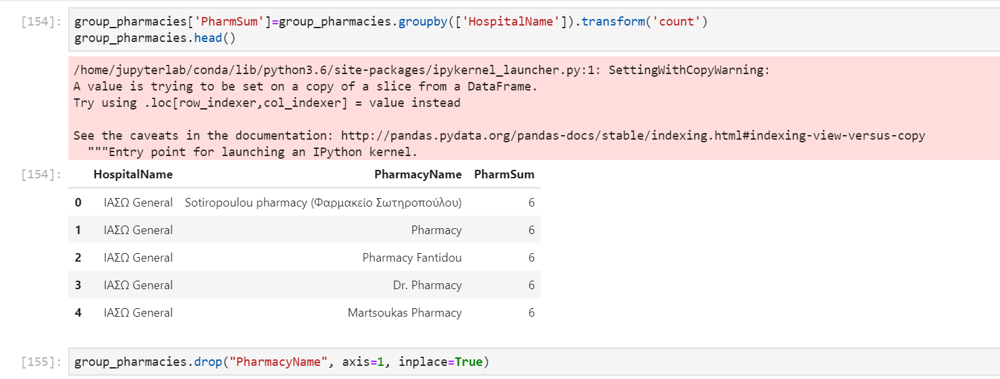 [154]: group_pharmacies['PharmSum']=group_pharmacies.groupby(['HospitalName']).transform('count')
group_pharmacies.head()
/home/jupyterlab/conda/lib/python3.6/site-packages/ipykernel_launcher.py:1: SettingWithCopyWarning:
A value is trying to be set on a copy of a slice from a DataFrame.
Try using .loc[row_indexer,col_indexer] = value instead
See the caveats in the documentation: http://pandas.pydata.org/pandas-docs/stable/indexing.html#indexing-view-versus-copy
"""Entry point for launching an IPython kernel.
[154]: HospitalName PharmacyName PharmSum
0 ΙΑΣΩ General Sotiropoulou pharmacy (Φαρμακείο Σωτηροπούλου) 6
1 ΙΑΣΩ General Pharmacy 6
2 ΙΑΣΩ General Pharmacy Fantidou 6
3 ΙΑΣΩ General Dr. Pharmacy 6
4 ΙΑΣΩ General Martsoukas Pharmacy 6
[155]: group_pharmacies.drop("PharmacyName", axis=1, inplace=True)